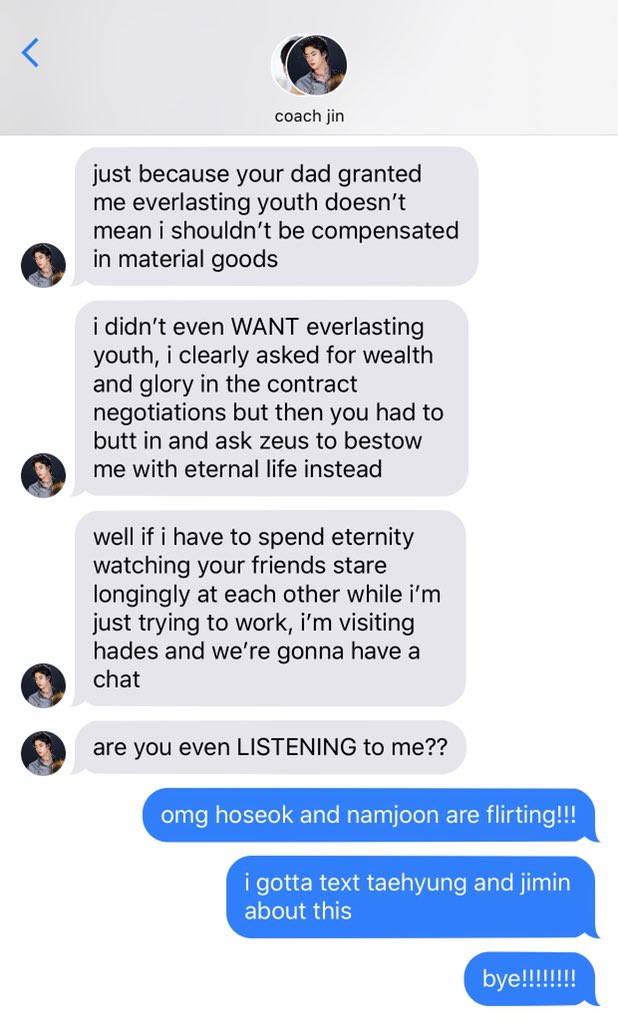 coach jin
just because your dad granted
me everlasting youth doesn’t
mean i shouldn’t be compensated
in material goods
i didn’t even WANT everlasting
youth, i clearly asked for wealth
and glory in the contract
negotiations but then you had to
butt in and ask zeus to bestow
me with eternal life instead
well if i have to spend eternity
watching your friends stare
longingly at each other while i’m
just trying to work, i’m visiting
hades and we’re gonna have a
chat
are you even LISTENING to me??
omg hoseok and namjoon are flirting!!!
i gotta text taehyung and jimin
about this
bye!!!!!!!!